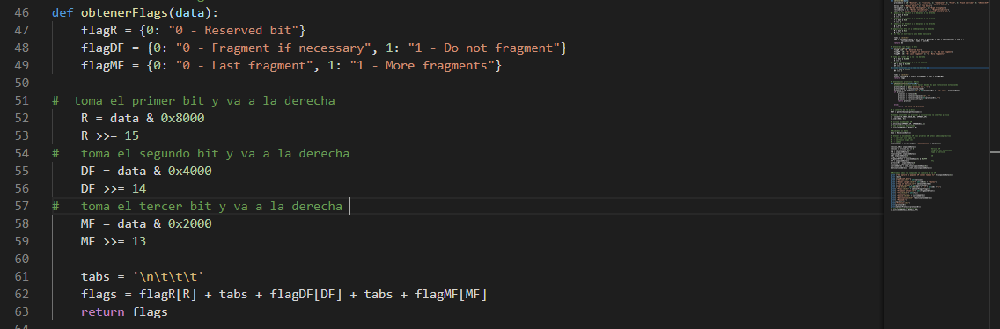 46 def obtenerFlags(data):
47 flagR = {0: "0 - Reserved bit"}
48 flagDF = {0: "0 - Fragment if necessary", 1: "1 - Do not fragment"}
49 flagMF = {0: "0 - Last fragment", 1: "1 - More fragments"}
50
51 #  toma el primer bit y va a la derecha
52 R = data & 0x8000
53 R >>= 15
54 #   toma el segundo bit y va a la derecha
55 DF = data & 0x4000
56 DF >>= 14
57 #   toma el tercer bit y va a la derecha
58 MF = data & 0x2000
59 MF >>= 13
60
61 tabs = '\n\t\t\t'
62 flags = flagR[R] + tabs + flagDF[DF] + tabs + flagMF[MF]
63 return flags